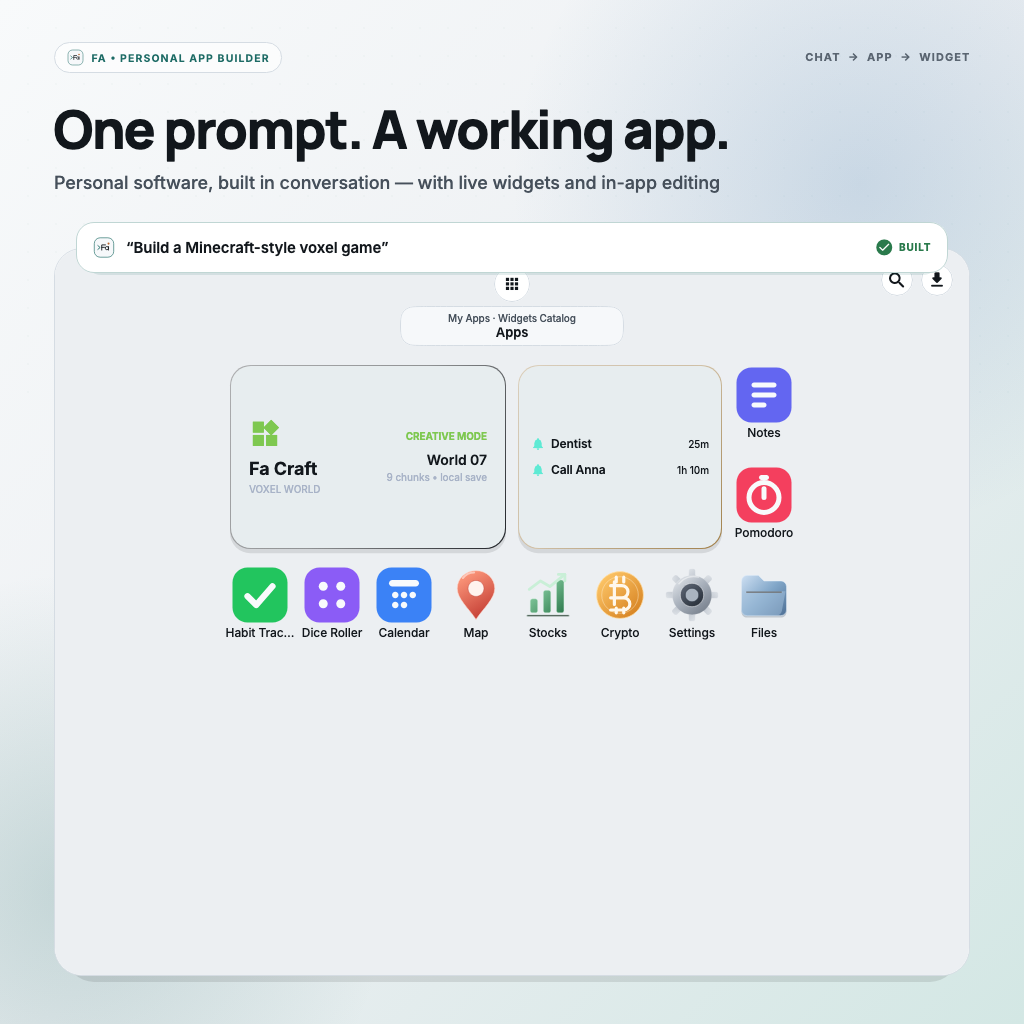 Fa
FA • PERSONAL APP BUILDER
CHAT → APP → WIDGET
One prompt. A working app.
Personal software, built in conversation — with live widgets and in-app editing
Fa
“Build a Minecraft-style voxel game”
BUILT
My Apps · Widgets Catalog
Apps
Fa Craft
VOXEL WORLD
CREATIVE MODE
World 07
9 chunks • local save
Dentist 25m
Call Anna 1h 10m
Notes
Pomodoro
Habit Trac...
Dice Roller
Calendar
Map
Stocks
Crypto
Settings
Files